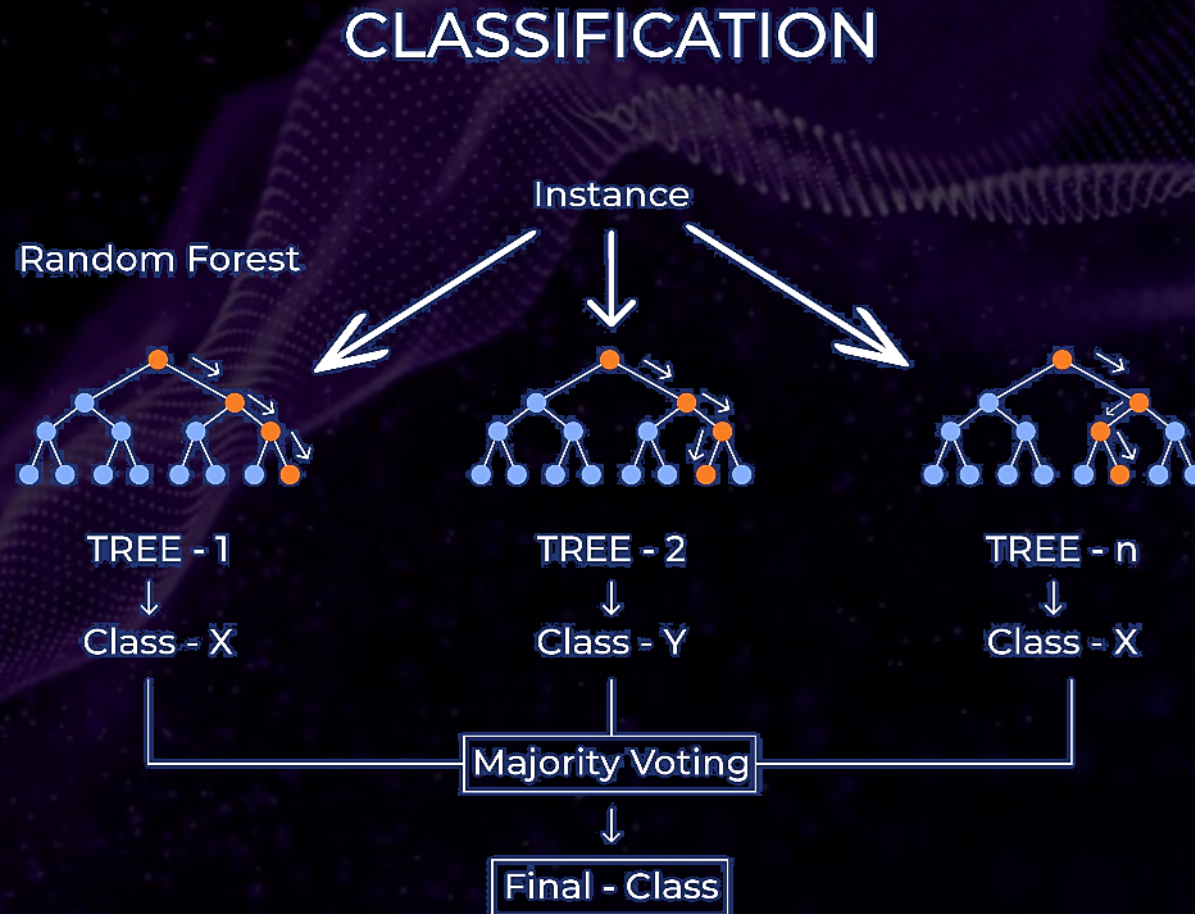 CLASSIFICATION
Instance
Random Forest
TREE - 1
TREE - 2
TREE - n
Class - X
Class - Y
Class - X
Majority Voting
Final - Class